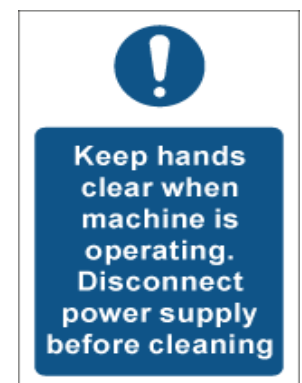 Keep hands
clear when
machine is
operating.
Disconnect
power supply
before cleaning